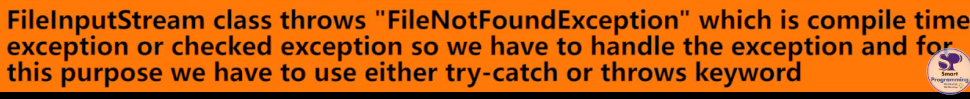 FileInputStream class throws "FileNotFoundException" which is compile time
exception or checked exception so we have to handle the exception and for
this purpose we have to use either try-catch or throws keyword
SP
Smart
Programming